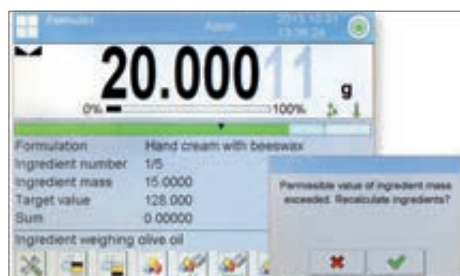 Formulas
Admin
20.00011 g
0% 100%
Formulation Hand cream with beeswax
Ingredient number 1/5
Ingredient mass 15.0000
Target value 128.000
Sum 0.00000
Ingredient weighing olive oil
Permissible value of ingredient mass
exceeded. Recalculate ingredients?